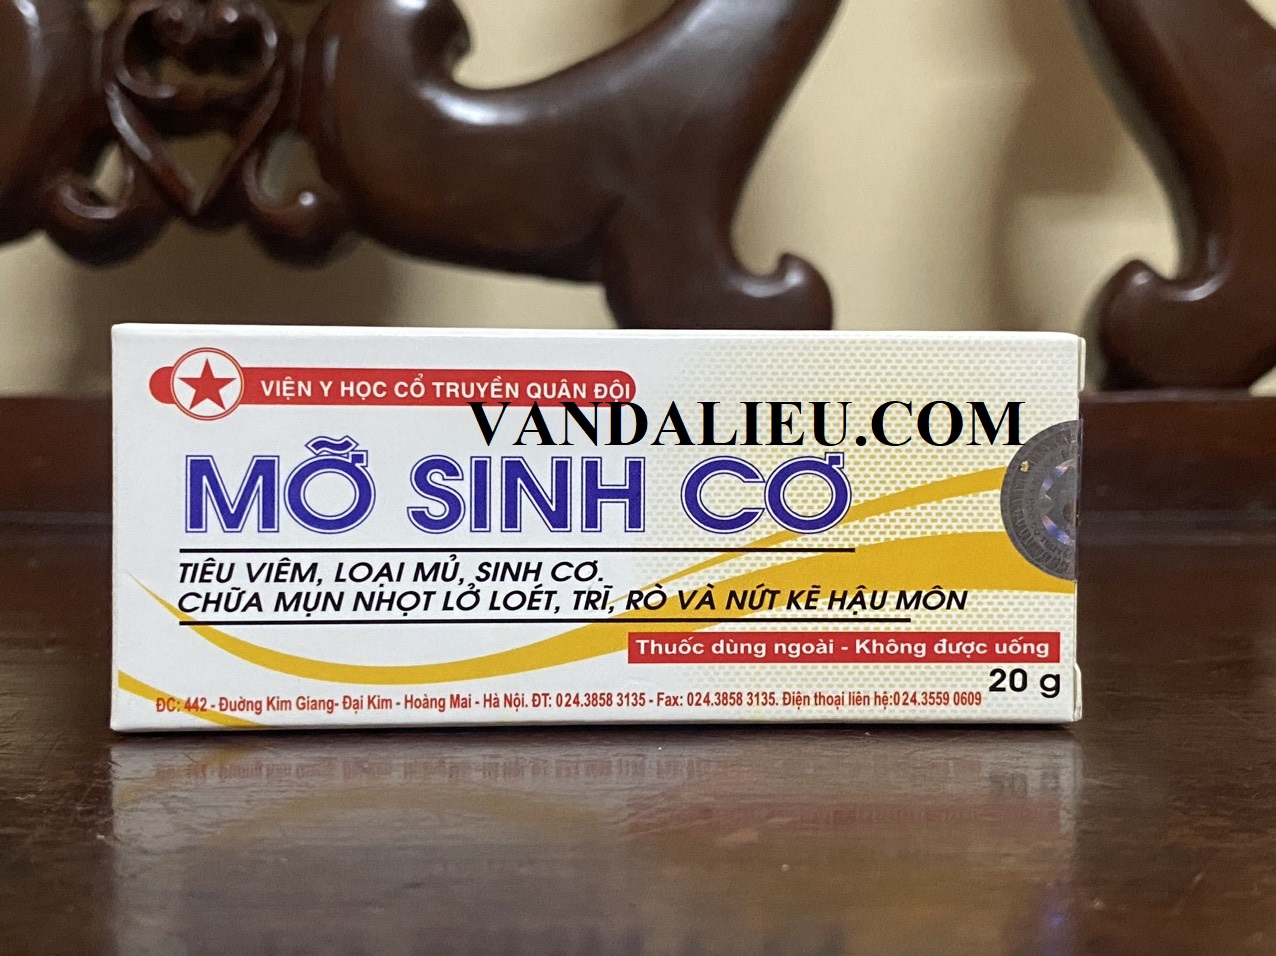 VIỆN Y HỌC CỔ TRUYỀN QUÂN ĐỘI
VANDALIEU.COM
MỠ SINH CƠ
TIÊU VIÊM, LOẠI MỦ, SINH CƠ.
CHỮA MỤN NHỌT LỞ LOÉT, TRĨ, RÒ VÀ NỨT KẼ HẬU MÔN
Thuốc dùng ngoài - Không được uống
20 g
ĐC: 442 - Đường Kim Giang- Đại Kim - Hoàng Mai - Hà Nội. ĐT: 024.3858 3135 - Fax: 024.3858 3135. Điện thoại liên hệ:024.3559 0609